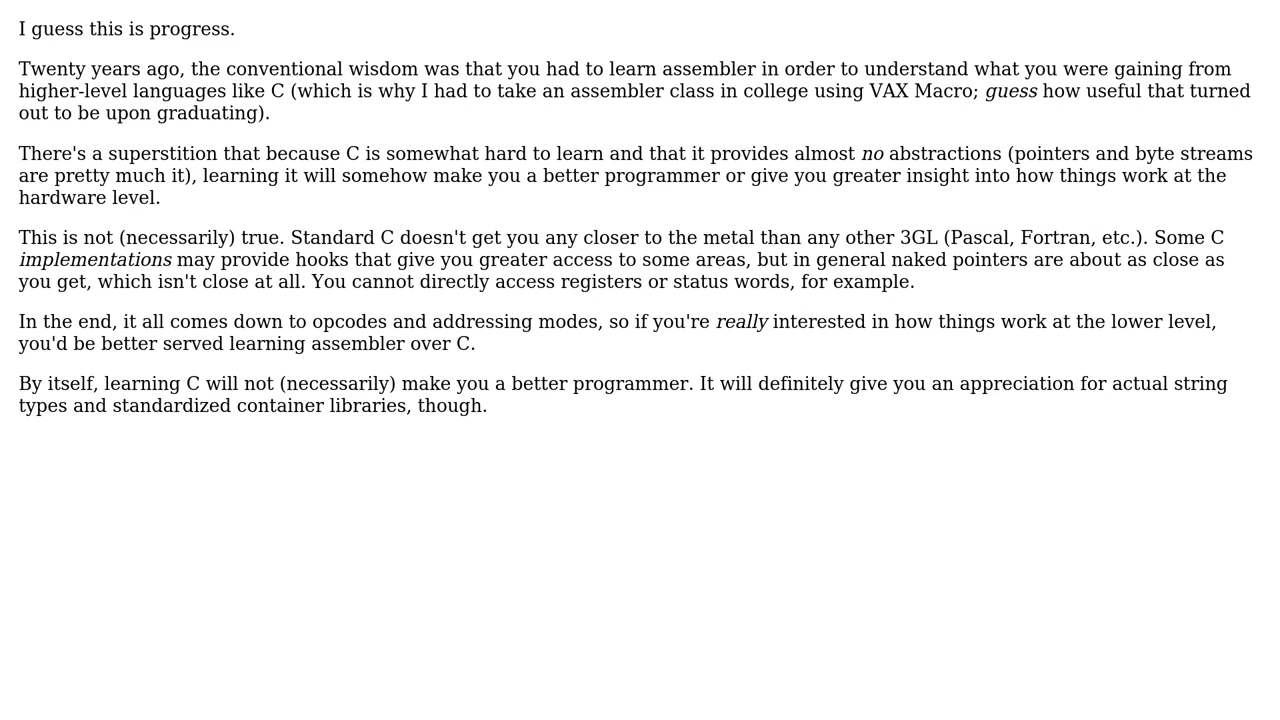 I guess this is progress.
Twenty years ago, the conventional wisdom was that you had to learn assembler in order to understand what you were gaining from
higher-level languages like C (which is why I had to take an assembler class in college using VAX Macro; guess how useful that turned
out to be upon graduating).
There's a superstition that because C is somewhat hard to learn and that it provides almost no abstractions (pointers and byte streams
are pretty much it), learning it will somehow make you a better programmer or give you greater insight into how things work at the
hardware level.
This is not (necessarily) true. Standard C doesn't get you any closer to the metal than any other 3GL (Pascal, Fortran, etc.). Some C
implementations may provide hooks that give you greater access to some areas, but in general naked pointers are about as close as
you get, which isn't close at all. You cannot directly access registers or status words, for example.
In the end, it all comes down to opcodes and addressing modes, so if you're really interested in how things work at the lower level,
you'd be better served learning assembler over C.
By itself, learning C will not (necessarily) make you a better programmer. It will definitely give you an appreciation for actual string
types and standardized container libraries, though.